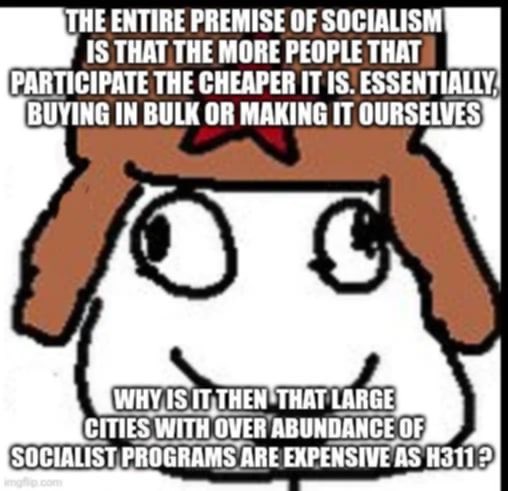 THE ENTIRE PREMISE OF SOCIALISM
IS THAT THE MORE PEOPLE THAT
PARTICIPATE THE CHEAPER IT IS. ESSENTIALLY,
BUYING IN BULK OR MAKING IT OURSELVES
WHY IS IT THEN THAT LARGE
CITIES WITH OVER ABUNDANCE OF
SOCIALIST PROGRAMS ARE EXPENSIVE AS H311 ?
imgflip.com